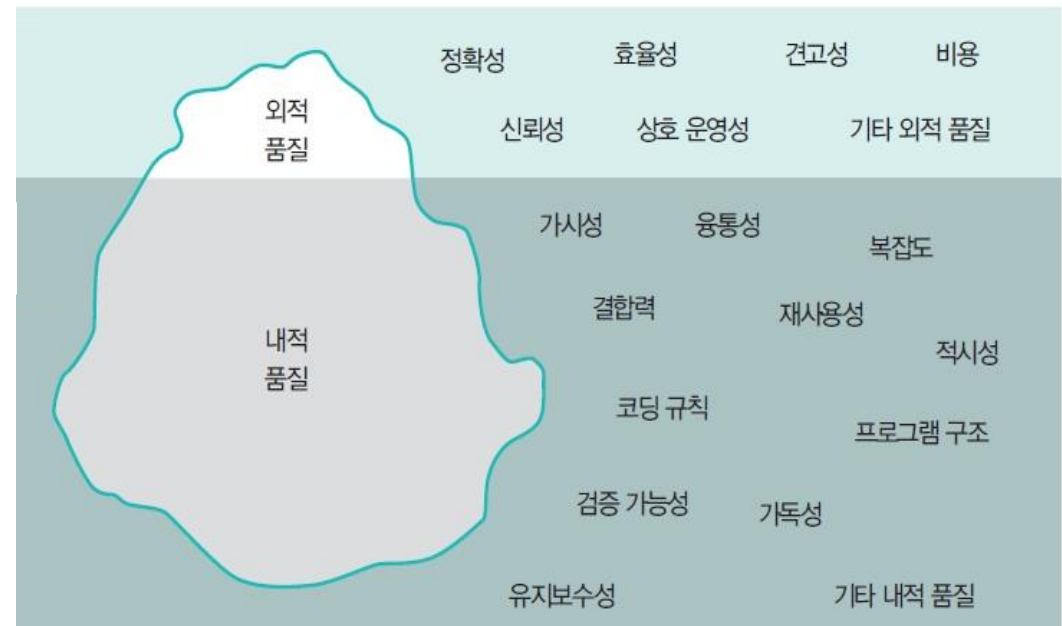 정확성
효율성
견고성
비용
외적
품질
신뢰성
상호 운영성
기타 외적 품질
가시성
융통성
복잡도
결합력
재사용성
내적
품질
적시성
코딩 규칙
프로그램 구조
검증 가능성
가독성
유지보수성
기타 내적 품질